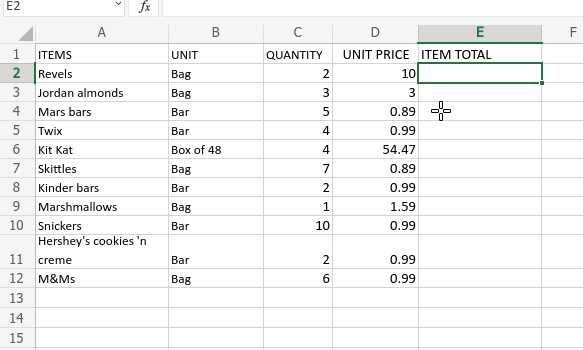 E2 fx
A B C D E F
1 ITEMS UNIT QUANTITY UNIT PRICE ITEM TOTAL
2 Revels Bag 2 10
3 Jordan almonds Bag 3 3
4 Mars bars Bar 5 0.89
5 Twix Bar 4 0.99
6 Kit Kat Box of 48 4 54.47
7 Skittles Bag 7 0.89
8 Kinder bars Bar 2 0.99
9 Marshmallows Bag 1 1.59
10 Snickers Bar 10 0.99
Hershey's cookies 'n
11 creme Bar 2 0.99
12 M&Ms Bag 6 0.99
13
14
15